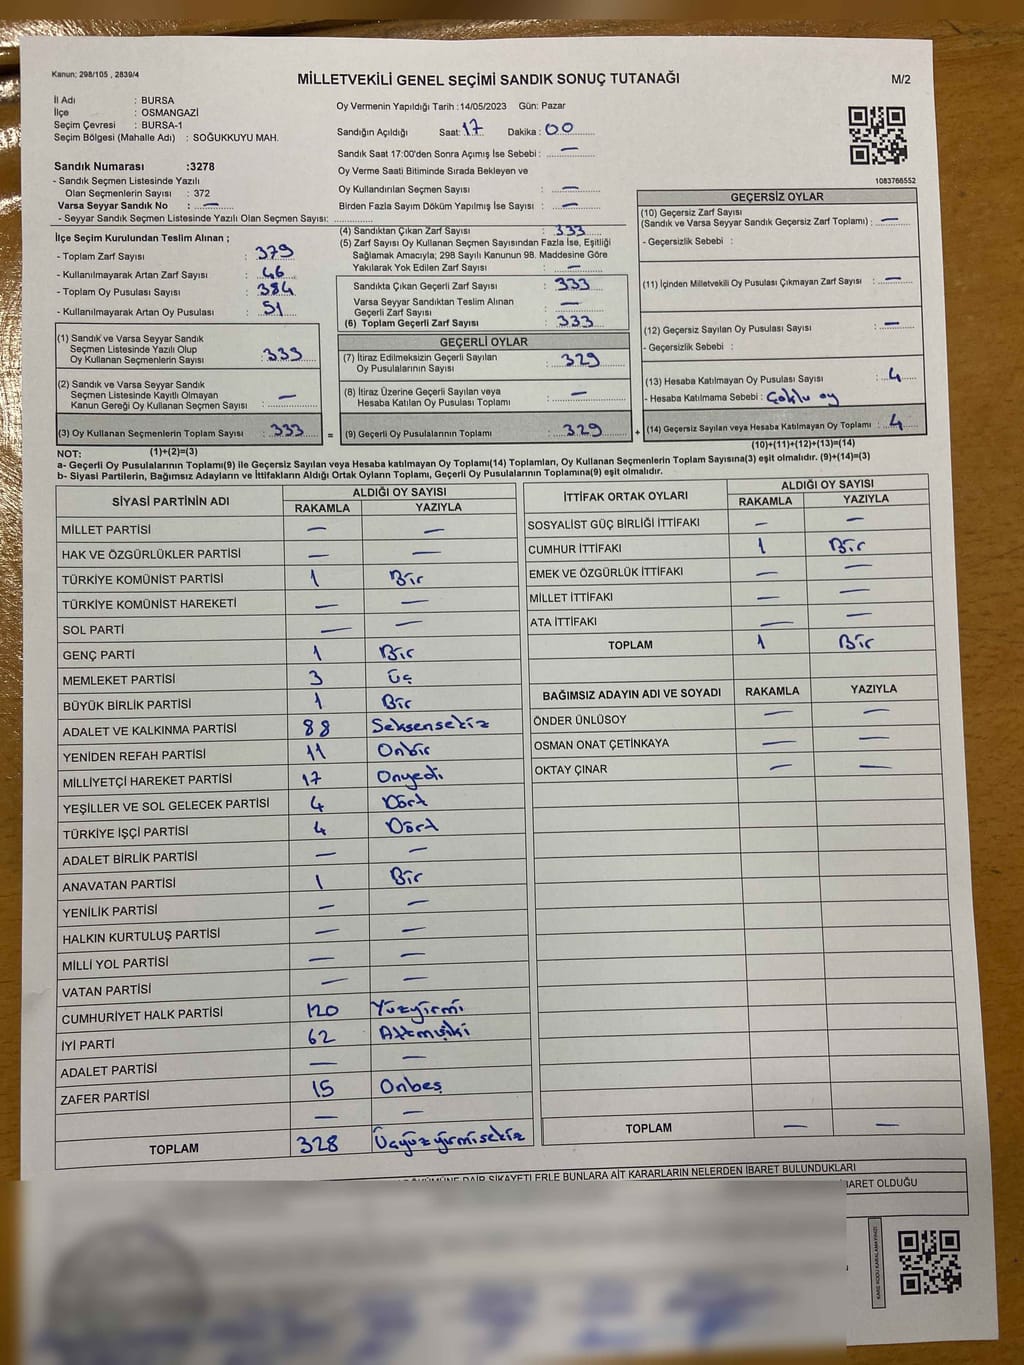 Kanun: 298/105 , 2839/4
MİLLETVEKİLİ GENEL SEÇİMİ SANDIK SONUÇ TUTANAĞI
M/2
İl Adı : BURSA
İlçe : OSMANGAZİ
Seçim Çevresi : BURSA-1
Seçim Bölgesi (Mahalle Adı) : SOĞUKKUYU MAH.
Sandık Numarası :3278
- Sandık Seçmen Listesinde Yazılı
Olan Seçmenlerin Sayısı : 372
Varsa Seyyar Sandık No : —
- Seyyar Sandık Seçmen Listesinde Yazılı Olan Seçmen Sayısı:
Oy Vermenin Yapıldığı Tarih :14/05/2023 Gün: Pazar
Sandığın Açıldığı Saat: 17 Dakika : 00
Sandık Saat 17:00'den Sonra Açımış İse Sebebi : —
Oy Verme Saati Bitiminde Sırada Bekleyen ve
Oy Kullandırılan Seçmen Sayısı : —
Birden Fazla Sayım Döküm Yapılmış İse Sayısı : —
1083766552
İlçe Seçim Kurulundan Teslim Alınan ;
- Toplam Zarf Sayısı : 379
- Kullanılmayarak Artan Zarf Sayısı : 46
- Toplam Oy Pusulası Sayısı : 384
- Kullanılmayarak Artan Oy Pusulası : 51
(4) Sandıktan Çıkan Zarf Sayısı : 333
(5) Zarf Sayısı Oy Kullanan Seçmen Sayısından Fazla İse, Eşitliği
Sağlamak Amacıyla; 298 Sayılı Kanunun 98. Maddesine Göre
Yakılarak Yok Edilen Zarf Sayısı : —
Sandıkta Çıkan Geçerli Zarf Sayısı : 333
Varsa Seyyar Sandıktan Teslim Alınan
Geçerli Zarf Sayısı : —
(6) Toplam Geçerli Zarf Sayısı : 333
GEÇERSİZ OYLAR
(10) Geçersiz Zarf Sayısı
(Sandık ve Varsa Seyyar Sandık Geçersiz Zarf Toplamı) : —
- Geçersizlik Sebebi :
(11) İçinden Milletvekili Oy Pusulası Çıkmayan Zarf Sayısı : —
(12) Geçersiz Sayılan Oy Pusulası Sayısı : —
- Geçersizlik Sebebi :
(13) Hesaba Katılmayan Oy Pusulası Sayısı : 4
- Hesaba Katılmama Sebebi : Çoklu oy
(14) Geçersiz Sayılan veya Hesaba Katılmayan Oy Toplamı : 4
(10)+(11)+(12)+(13)=(14)
(1) Sandık ve Varsa Seyyar Sandık
Seçmen Listesinde Yazılı Olup
Oy Kullanan Seçmenlerin Sayısı : 333
(2) Sandık ve Varsa Seyyar Sandık
Seçmen Listesinde Kayıtlı Olmayan
Kanun Gereği Oy Kullanan Seçmen Sayısı : —
(3) Oy Kullanan Seçmenlerin Toplam Sayısı : 333
(1)+(2)=(3)
=
GEÇERLİ OYLAR
(7) İtiraz Edilmeksizin Geçerli Sayılan
Oy Pusulalarının Sayısı : 329
(8) İtiraz Üzerine Geçerli Sayılan veya
Hesaba Katılan Oy Pusulası Toplamı : —
(9) Geçerli Oy Pusulalarının Toplamı : 329
+
NOT:
a- Geçerli Oy Pusulalarının Toplamı(9) ile Geçersiz Sayılan veya Hesaba katılmayan Oy Toplamı(14) Toplamları, Oy Kullanan Seçmenlerin Toplam Sayısına(3) eşit olmalıdır. (9)+(14)=(3)
b- Siyasi Partilerin, Bağımsız Adayların ve İttifakların Aldığı Ortak Oyların Toplamı, Geçerli Oy Pusulalarının Toplamına(9) eşit olmalıdır.
SİYASİ PARTİNİN ADI ALDIĞI OY SAYISI
RAKAMLA YAZIYLA
MİLLET PARTİSİ — —
HAK VE ÖZGÜRLÜKLER PARTİSİ — —
TÜRKİYE KOMÜNİST PARTİSİ 1 Bir
TÜRKİYE KOMÜNİST HAREKETİ — —
SOL PARTİ — —
GENÇ PARTİ 1 Bir
MEMLEKET PARTİSİ 3 Üç
BÜYÜK BİRLİK PARTİSİ 1 Bir
ADALET VE KALKINMA PARTİSİ 88 Seksensekiz
YENİDEN REFAH PARTİSİ 11 Onbir
MİLLİYETÇİ HAREKET PARTİSİ 17 Onyedi
YEŞİLLER VE SOL GELECEK PARTİSİ 4 Dört
TÜRKİYE İŞÇİ PARTİSİ 4 Dört
ADALET BİRLİK PARTİSİ — —
ANAVATAN PARTİSİ 1 Bir
YENİLİK PARTİSİ — —
HALKIN KURTULUŞ PARTİSİ — —
MİLLİ YOL PARTİSİ — —
VATAN PARTİSİ — —
CUMHURİYET HALK PARTİSİ 120 Yüzyirmi
İYİ PARTİ 62 Altmışiki
ADALET PARTİSİ — —
ZAFER PARTİSİ 15 Onbeş
— —
TOPLAM 328 Üçyüzyirmisekiz
İTTİFAK ORTAK OYLARI ALDIĞI OY SAYISI
RAKAMLA YAZIYLA
SOSYALİST GÜÇ BİRLİĞİ İTTİFAKI — —
CUMHUR İTTİFAKI 1 Bir
EMEK VE ÖZGÜRLÜK İTTİFAKI — —
MİLLET İTTİFAKI — —
ATA İTTİFAKI — —
TOPLAM 1 Bir
BAĞIMSIZ ADAYIN ADI VE SOYADI RAKAMLA YAZIYLA
ÖNDER ÜNLÜSOY — —
OSMAN ONAT ÇETİNKAYA — —
OKTAY ÇINAR — —
TOPLAM — —
DAİR ŞİKAYETLERLE BUNLARA AİT KARARLARIN NELERDEN İBARET BULUNDUKLARI
İBARET OLDUĞU
KARE KODU KARALAMAYINIZ!